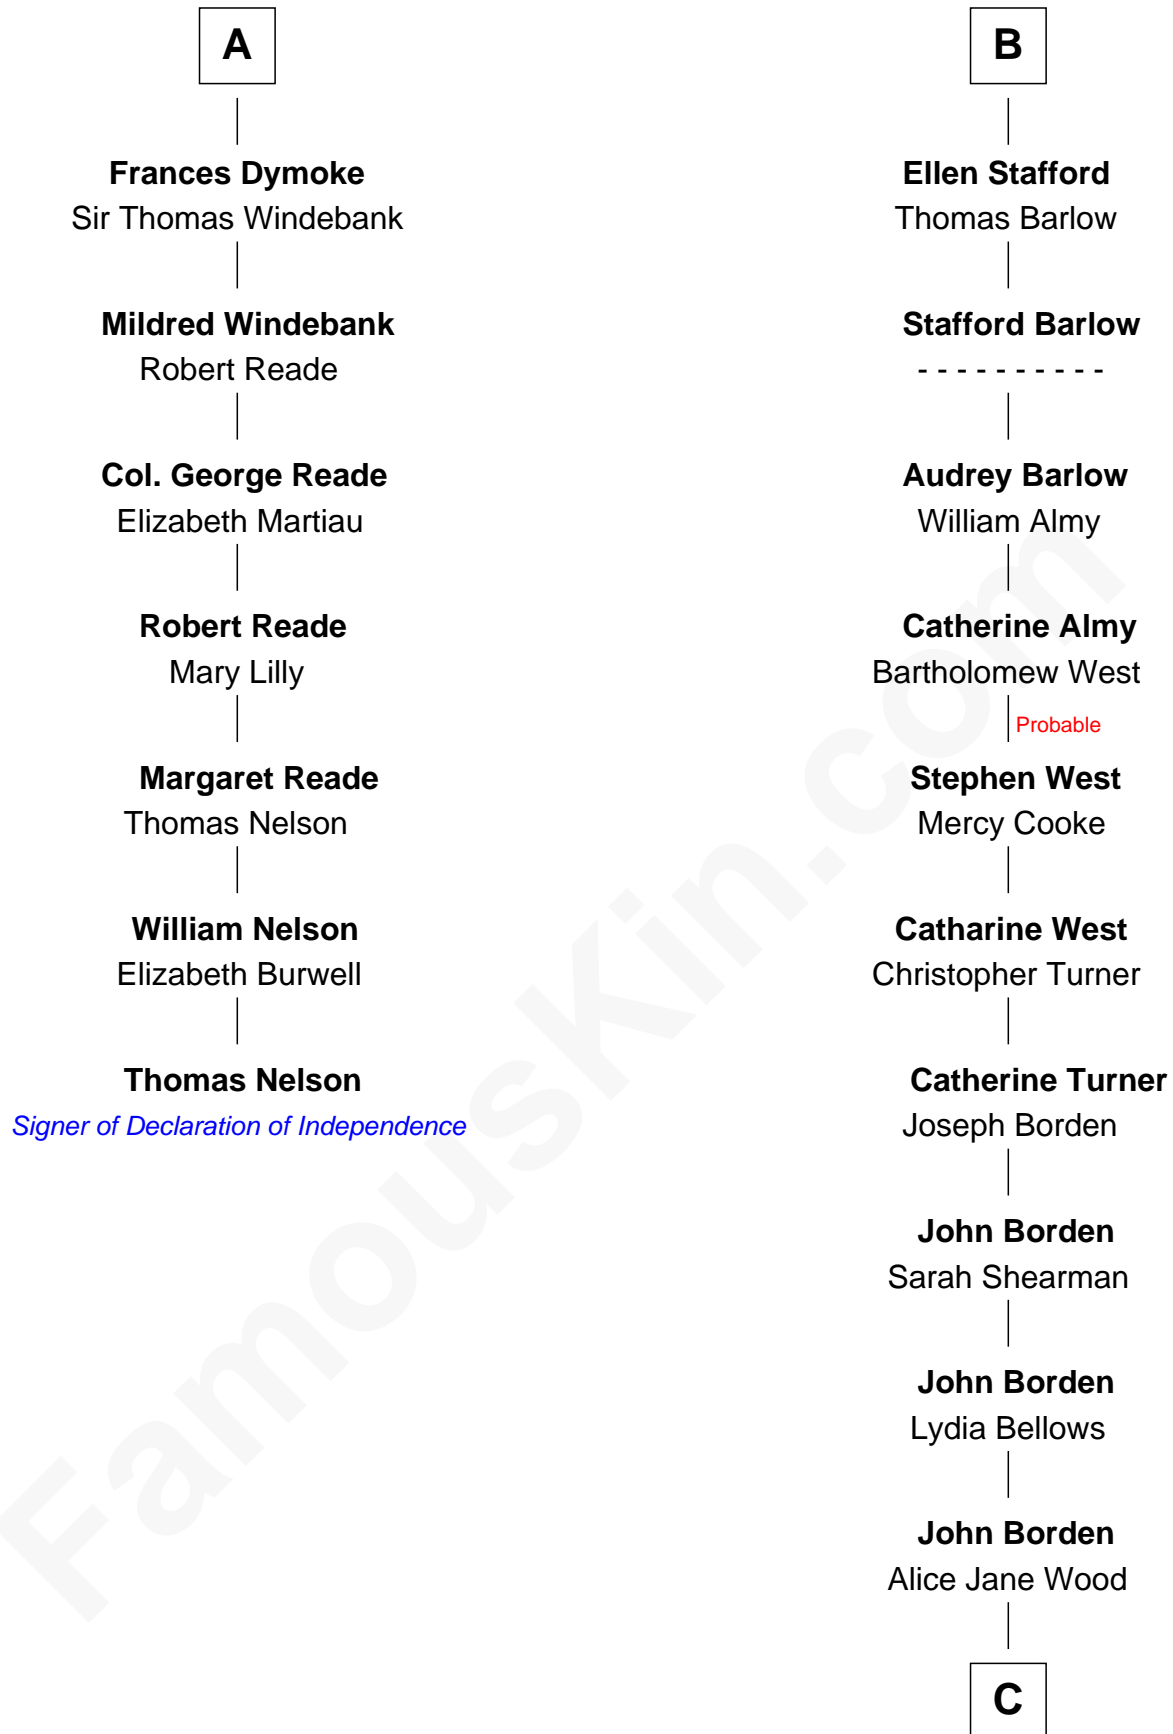 A
Frances Dymoke
Sir Thomas Windebank
Mildred Windebank
Robert Reade
Col. George Reade
Elizabeth Martiau
Robert Reade
Mary Lilly
Margaret Reade
Thomas Nelson
William Nelson
Elizabeth Burwell
Thomas Nelson
Signer of Declaration of Independence
B
Ellen Stafford
Thomas Barlow
Stafford Barlow
- - - - - - - - - -
Audrey Barlow
William Almy
Catherine Almy
Bartholomew West
Probable
Stephen West
Mercy Cooke
Catharine West
Christopher Turner
Catherine Turner
Joseph Borden
John Borden
Sarah Shearman
John Borden
Lydia Bellows
John Borden
Alice Jane Wood
C
FamousKin.com